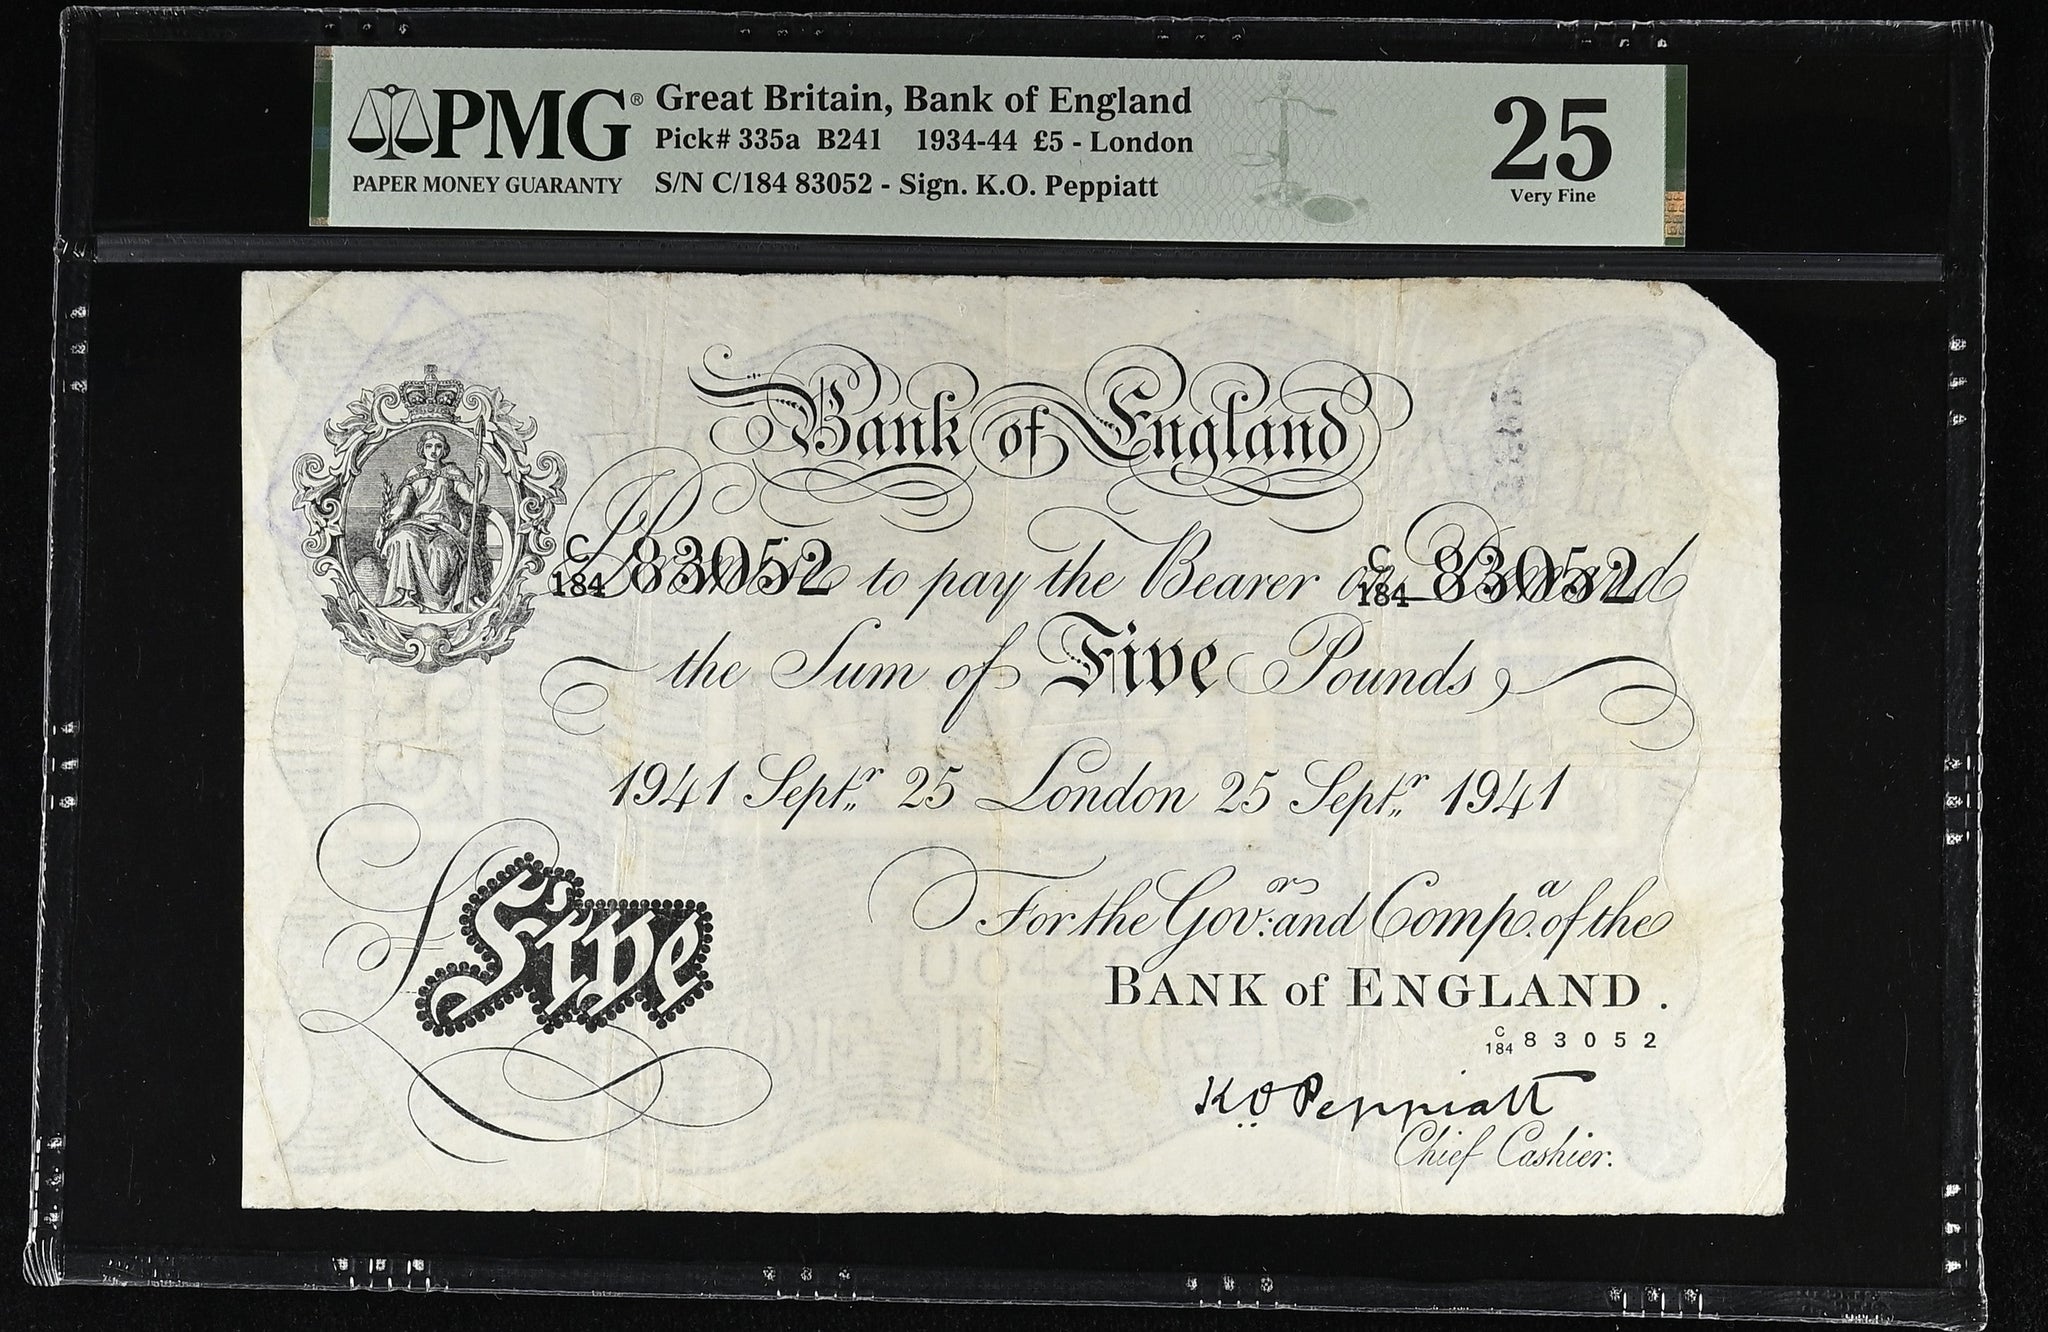 PMG®
PAPER MONEY GUARANTY
Great Britain, Bank of England
Pick# 335a B241 1934-44 £5 - London
S/N C/184 83052 - Sign. K.O. Peppiatt
25
Very Fine
Bank of England
C/184 83052 Promise to pay the Bearer on Demand C/184 83052
the Sum of Five Pounds
1941 Septr. 25 London 25 Septr. 1941
£Five
For the Govr. and Compa. of the
BANK of ENGLAND.
C/184 83052
K O Peppiatt
Chief Cashier.